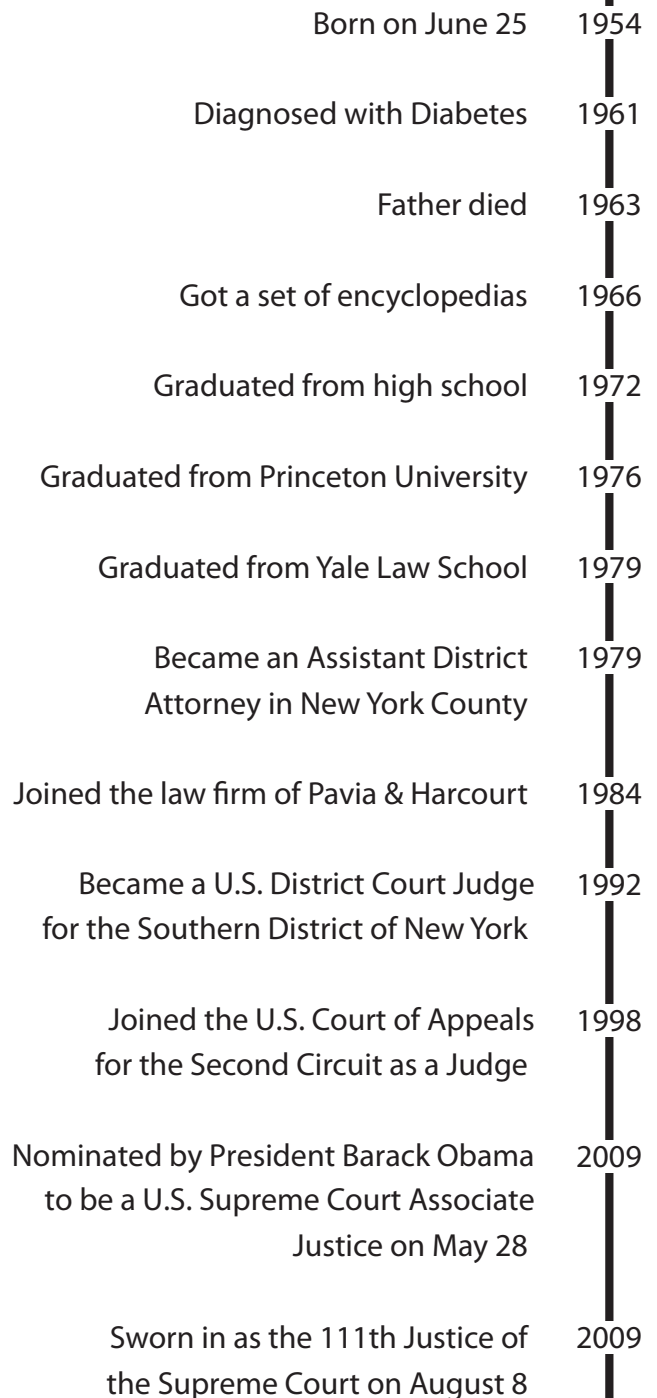 Born on June 25 1954
Diagnosed with Diabetes 1961
Father died 1963
Got a set of encyclopedias 1966
Graduated from high school 1972
Graduated from Princeton University 1976
Graduated from Yale Law School 1979
Became an Assistant District 1979
Attorney in New York County
Joined the law firm of Pavia & Harcourt 1984
Became a U.S. District Court Judge 1992
for the Southern District of New York
Joined the U.S. Court of Appeals 1998
for the Second Circuit as a Judge
Nominated by President Barack Obama 2009
to be a U.S. Supreme Court Associate
Justice on May 28
Sworn in as the 111th Justice of 2009
the Supreme Court on August 8